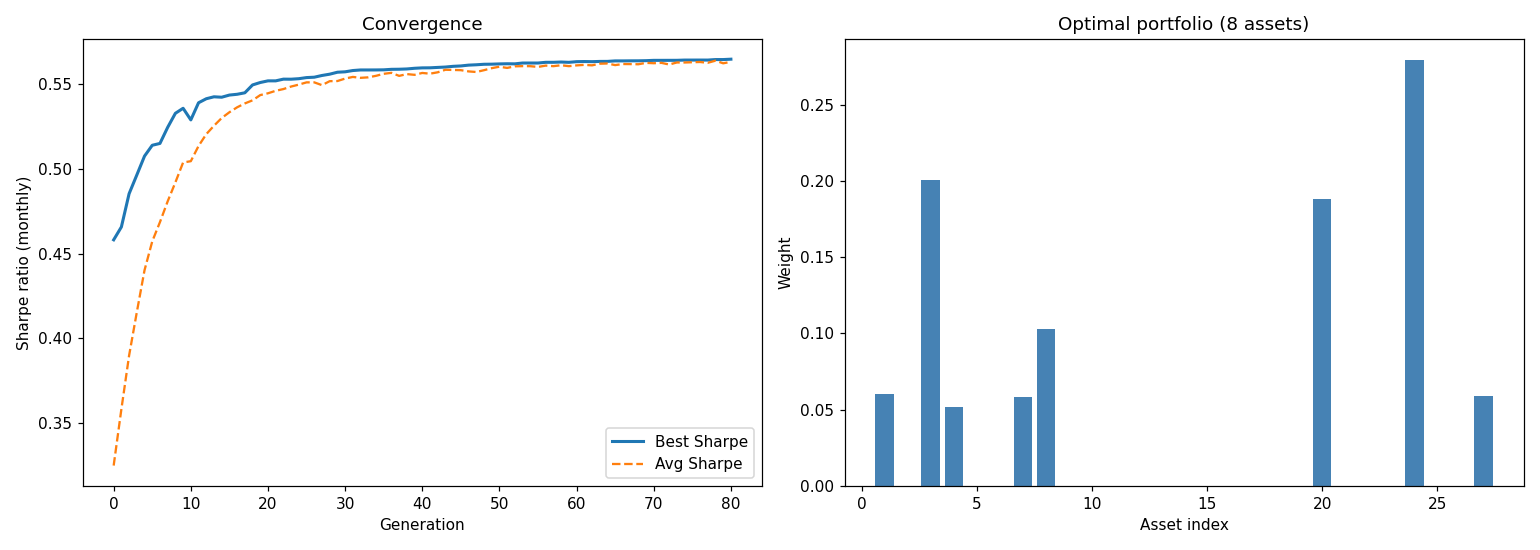 Convergence
Sharpe ratio (monthly)
0.55
0.50
0.45
0.40
0.35
0 10 20 30 40 50 60 70 80
Generation
Best Sharpe
Avg Sharpe
Optimal portfolio (8 assets)
Weight
0.25
0.20
0.15
0.10
0.05
0.00
0 5 10 15 20 25
Asset index